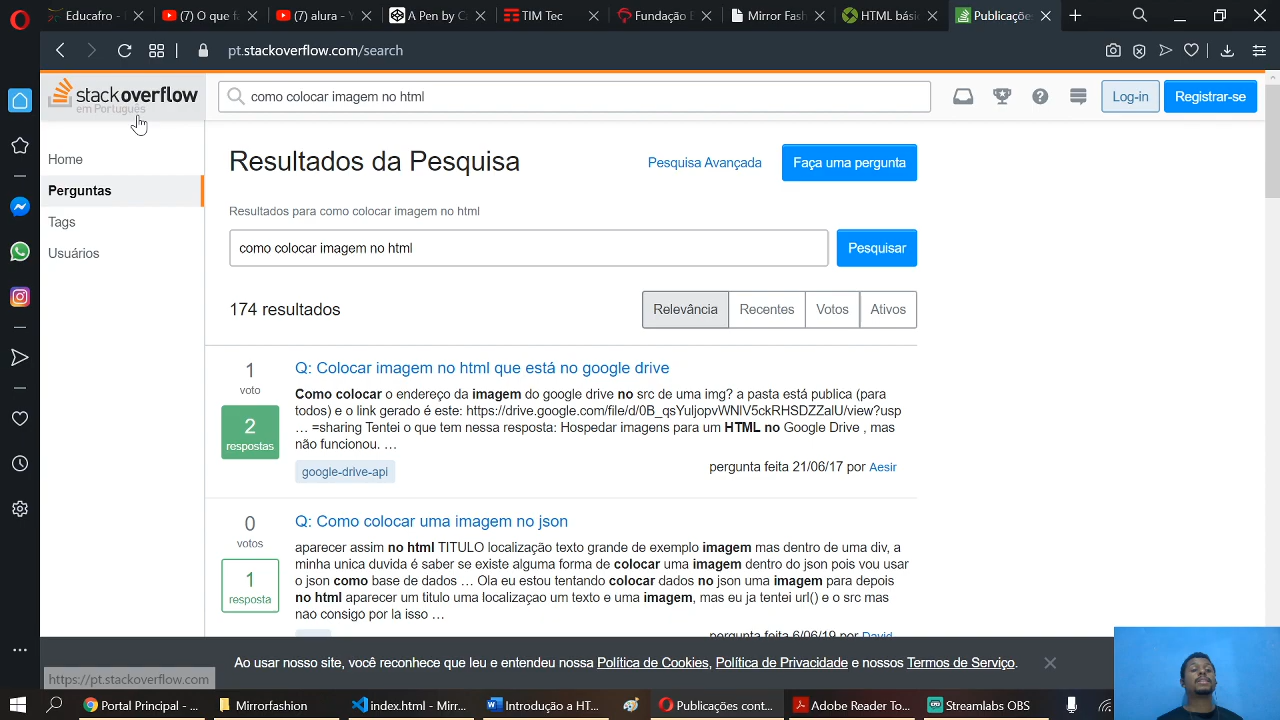 Educafro -
(7) O que f
(7) alura - Y
A Pen by C
TIM Tec
Fundação B
Mirror Fash
HTML básic
Publicaçõe
pt.stackoverflow.com/search
stackoverflow
em Português
como colocar imagem no html
Log-in
Registrar-se
Home
Perguntas
Tags
Usuários
Resultados da Pesquisa
Pesquisa Avançada
Faça uma pergunta
Resultados para como colocar imagem no html
como colocar imagem no html
Pesquisar
174 resultados
Relevância
Recentes
Votos
Ativos
1
voto
2
respostas
Q: Colocar imagem no html que está no google drive
Como colocar o endereço da imagem do google drive no src de uma img? a pasta está publica (para
todos) e o link gerado é este: https://drive.google.com/file/d/0B_qsYuljopvWNlV5ckRHSDZZalU/view?usp
… =sharing Tentei o que tem nessa resposta: Hospedar imagens para um HTML no Google Drive , mas
não funcionou. …
google-drive-api
pergunta feita 21/06/17 por Aesir
0
votos
1
resposta
Q: Como colocar uma imagem no json
aparecer assim no html TITULO localização texto grande de exemplo imagem mas dentro de uma div, a
minha unica duvida é saber se existe alguma forma de colocar uma imagem dentro do json pois vou usar
o json como base de dados … Ola eu estou tentando colocar dados no json uma imagem para depois
no html aparecer um titulo uma localizaçao um texto e uma imagem, mas eu ja tentei url() e o src mas
nao consigo por la isso …
pergunta feita 6/06/19 por David
Ao usar nosso site, você reconhece que leu e entendeu nossa Política de Cookies, Política de Privacidade e nossos Termos de Serviço.
https://pt.stackoverflow.com
Portal Principal - ...
Mirrorfashion
index.html - Mirr...
Introdução a HT...
Publicações cont...
Adobe Reader To...
Streamlabs OBS